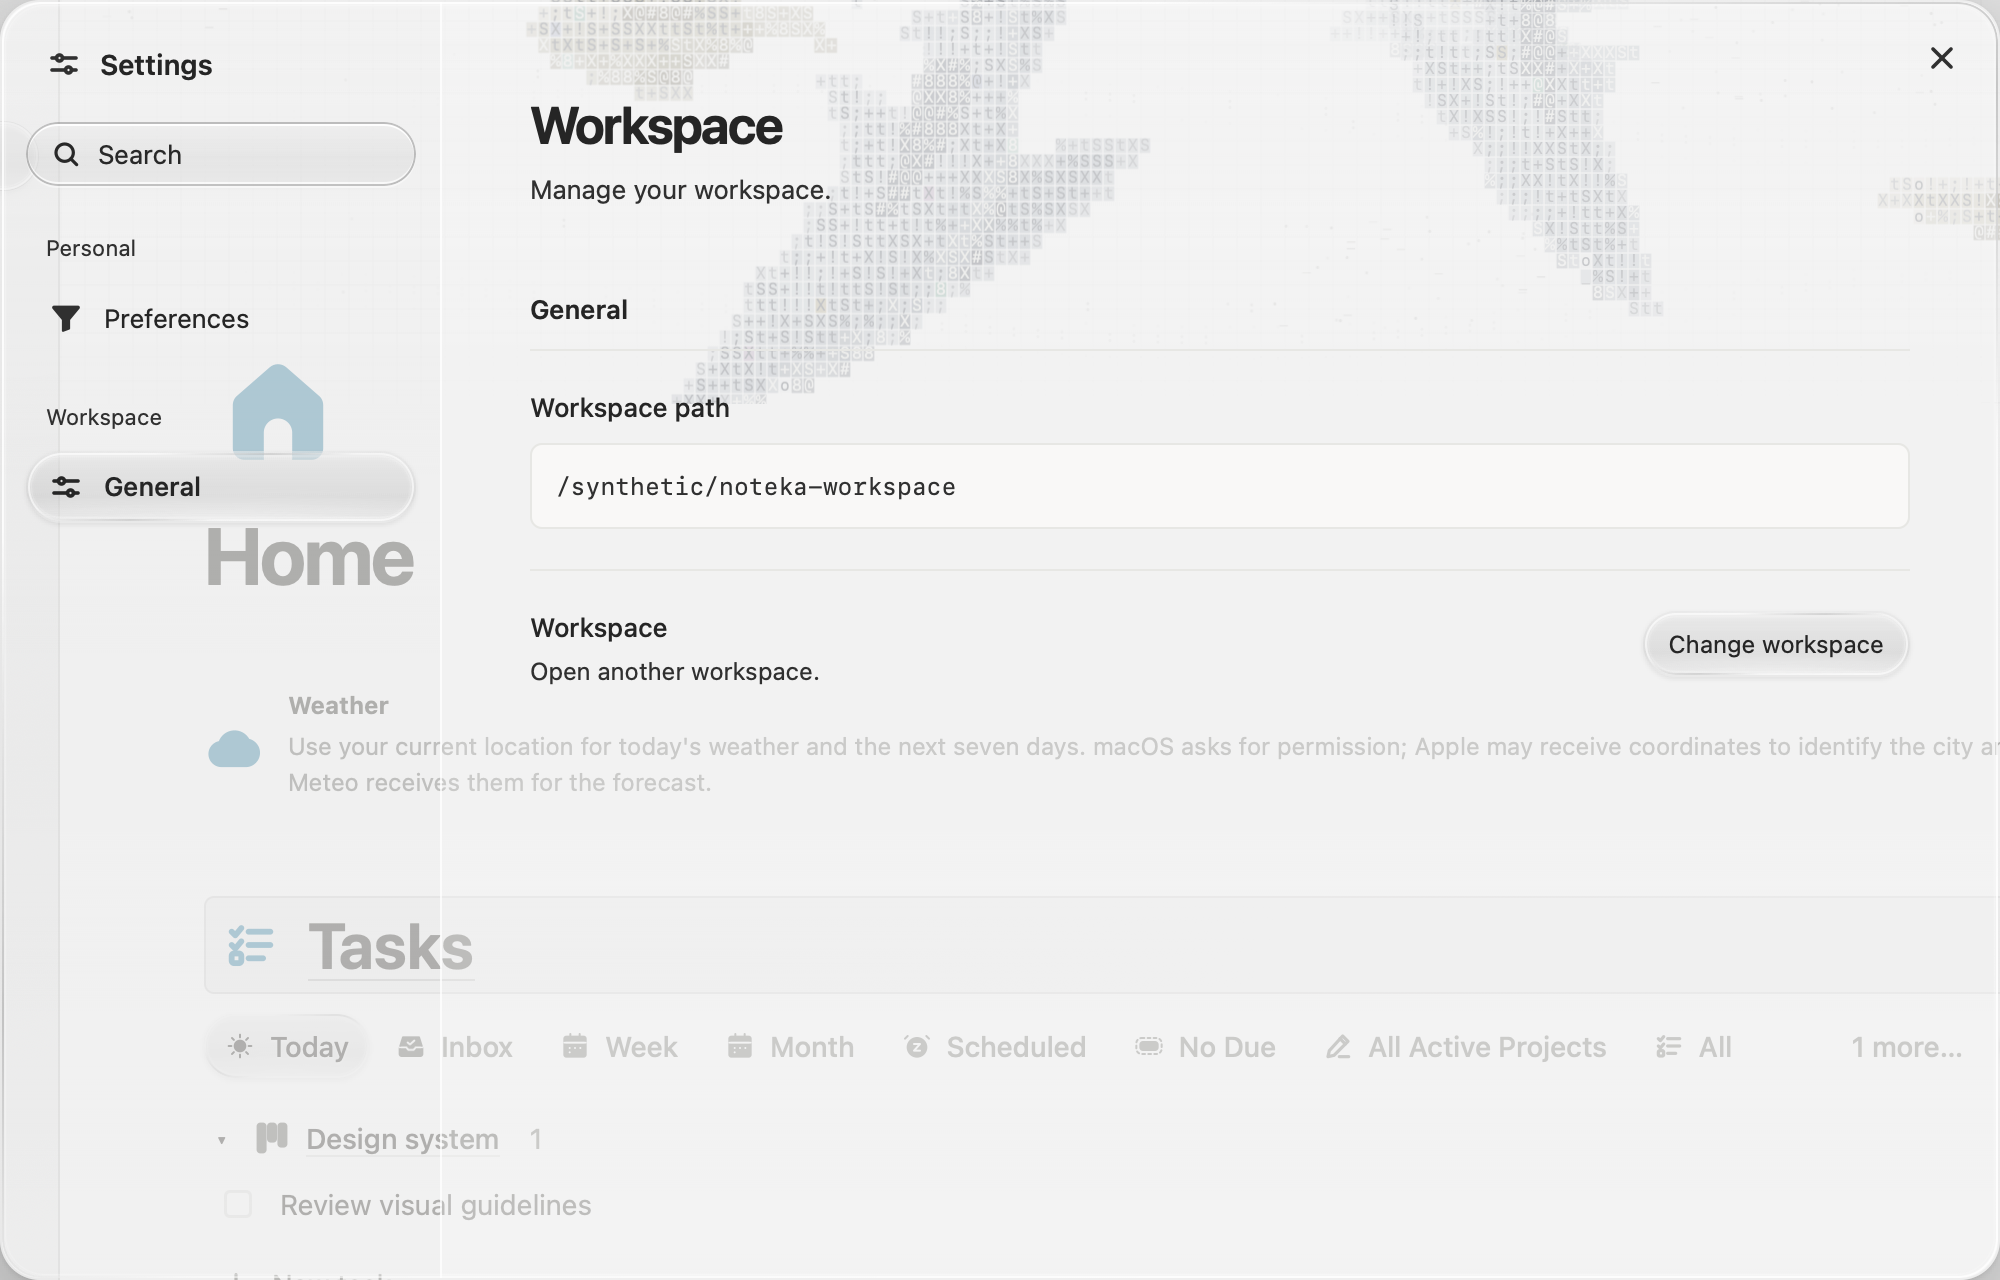 Settings
Search
Personal
Preferences
Workspace
General
Workspace
Manage your workspace.
General
Workspace path
/synthetic/noteka-workspace
Workspace
Open another workspace.
Change workspace
Home
Weather
Use your current location for today's weather and the next seven days. macOS asks for permission; Apple may receive coordinates to identify the city
Meteo receives them for the forecast.
Tasks
Today
Inbox
Week
Month
Scheduled
No Due
All Active Projects
All
1 more...
Design system 1
Review visual guidelines